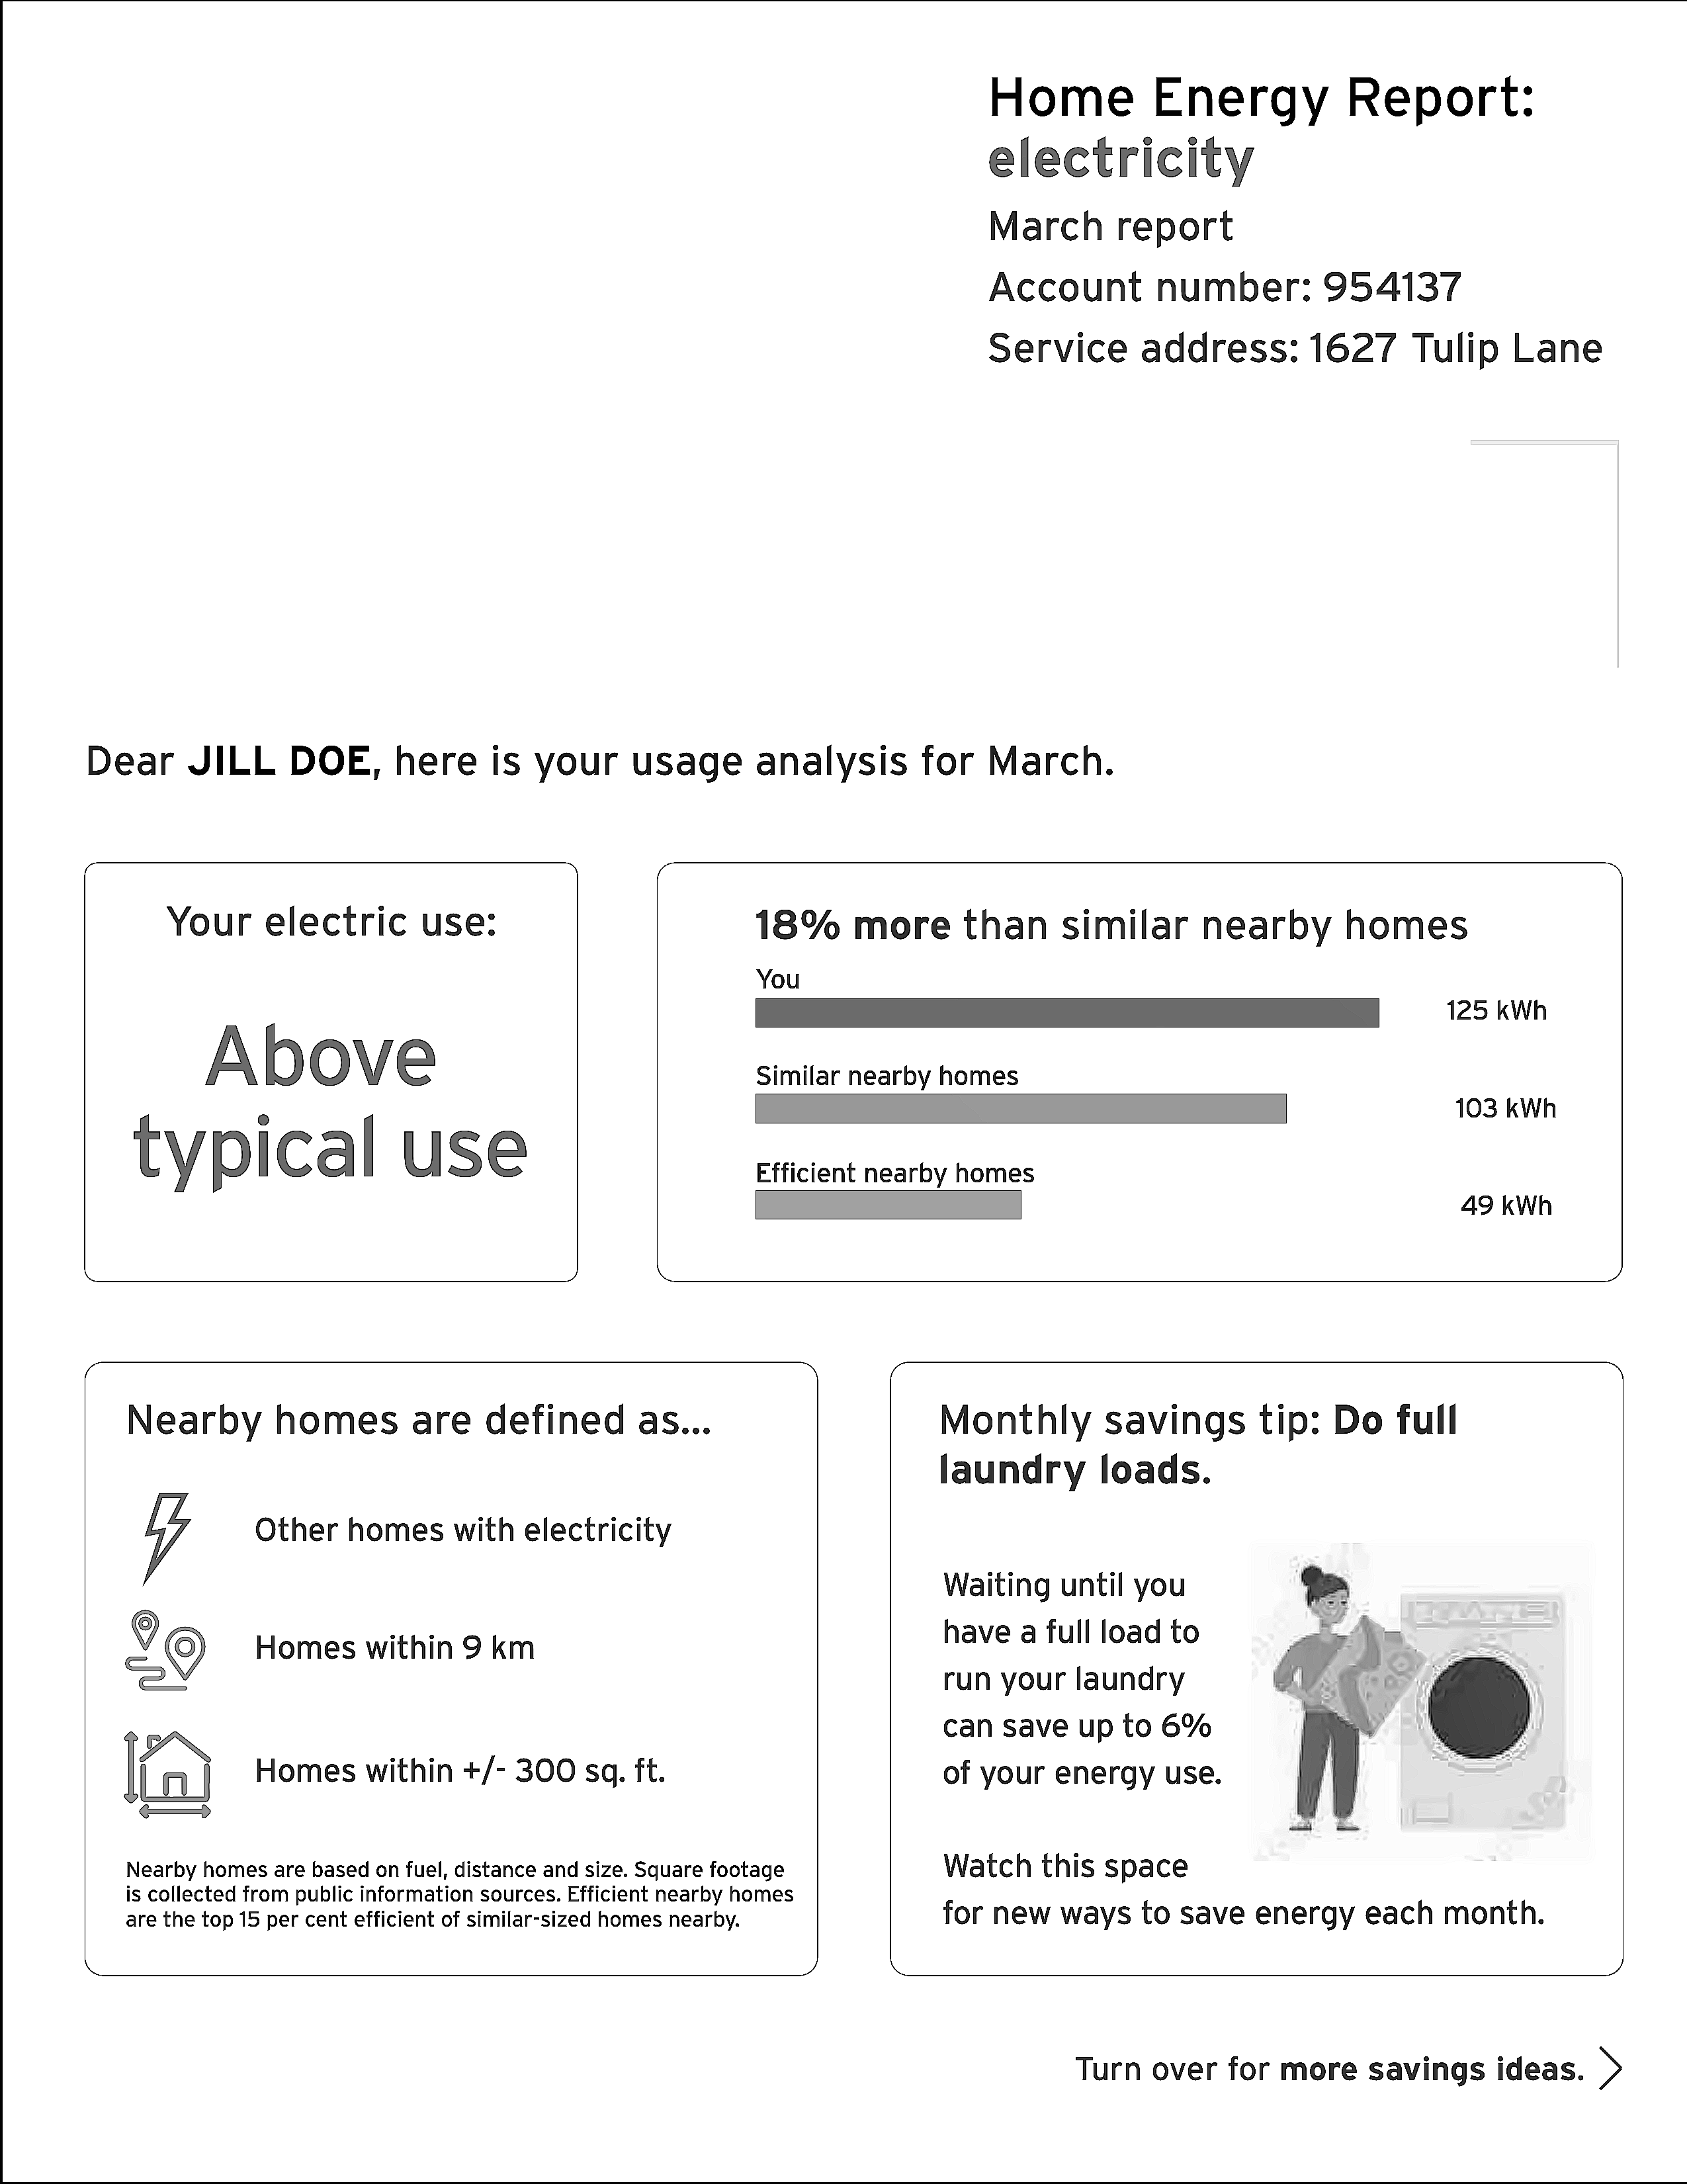 Home Energy Report:
electricity
March report
Account number: 954137
Service address: 1627 Tulip Lane
Dear JILL DOE, here is your usage analysis for March.
Your electric use:
Above
typical use
18% more than similar nearby homes
You
125 kWh
Similar nearby homes
103 kWh
Efficient nearby homes
49 kWh
Nearby homes are defined as...
Other homes with electricity
Homes within 9 km
Homes within +/- 300 sq. ft.
Nearby homes are based on fuel, distance and size. Square footage
is collected from public information sources. Efficient nearby homes
are the top 15 per cent efficient of similar-sized homes nearby.
Monthly savings tip: Do full
laundry loads.
Waiting until you
have a full load to
run your laundry
can save up to 6%
of your energy use.
Watch this space
for new ways to save energy each month.
Turn over for more savings ideas.